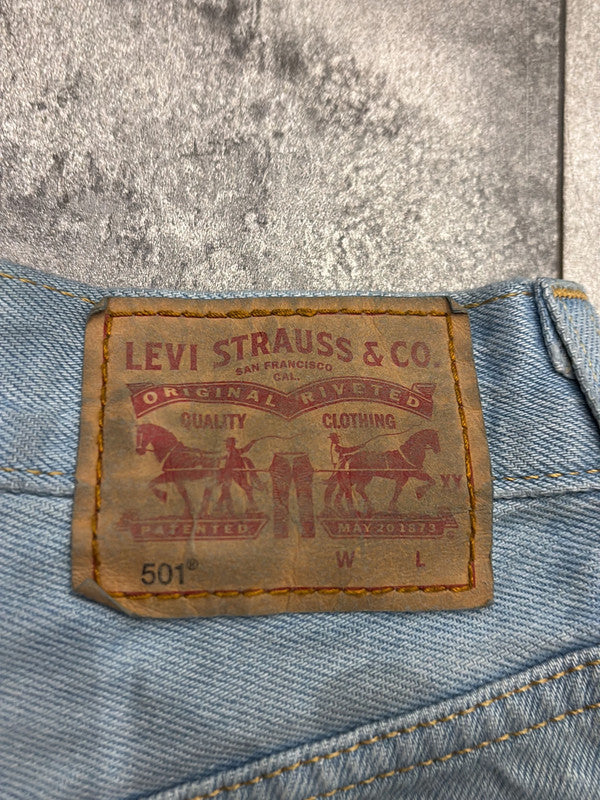 LEVI STRAUSS & CO.
SAN FRANCISCO
CAL.
ORIGINAL RIVETED
QUALITY CLOTHING
XX
PATENTED MAY 20 1873
W L
501®